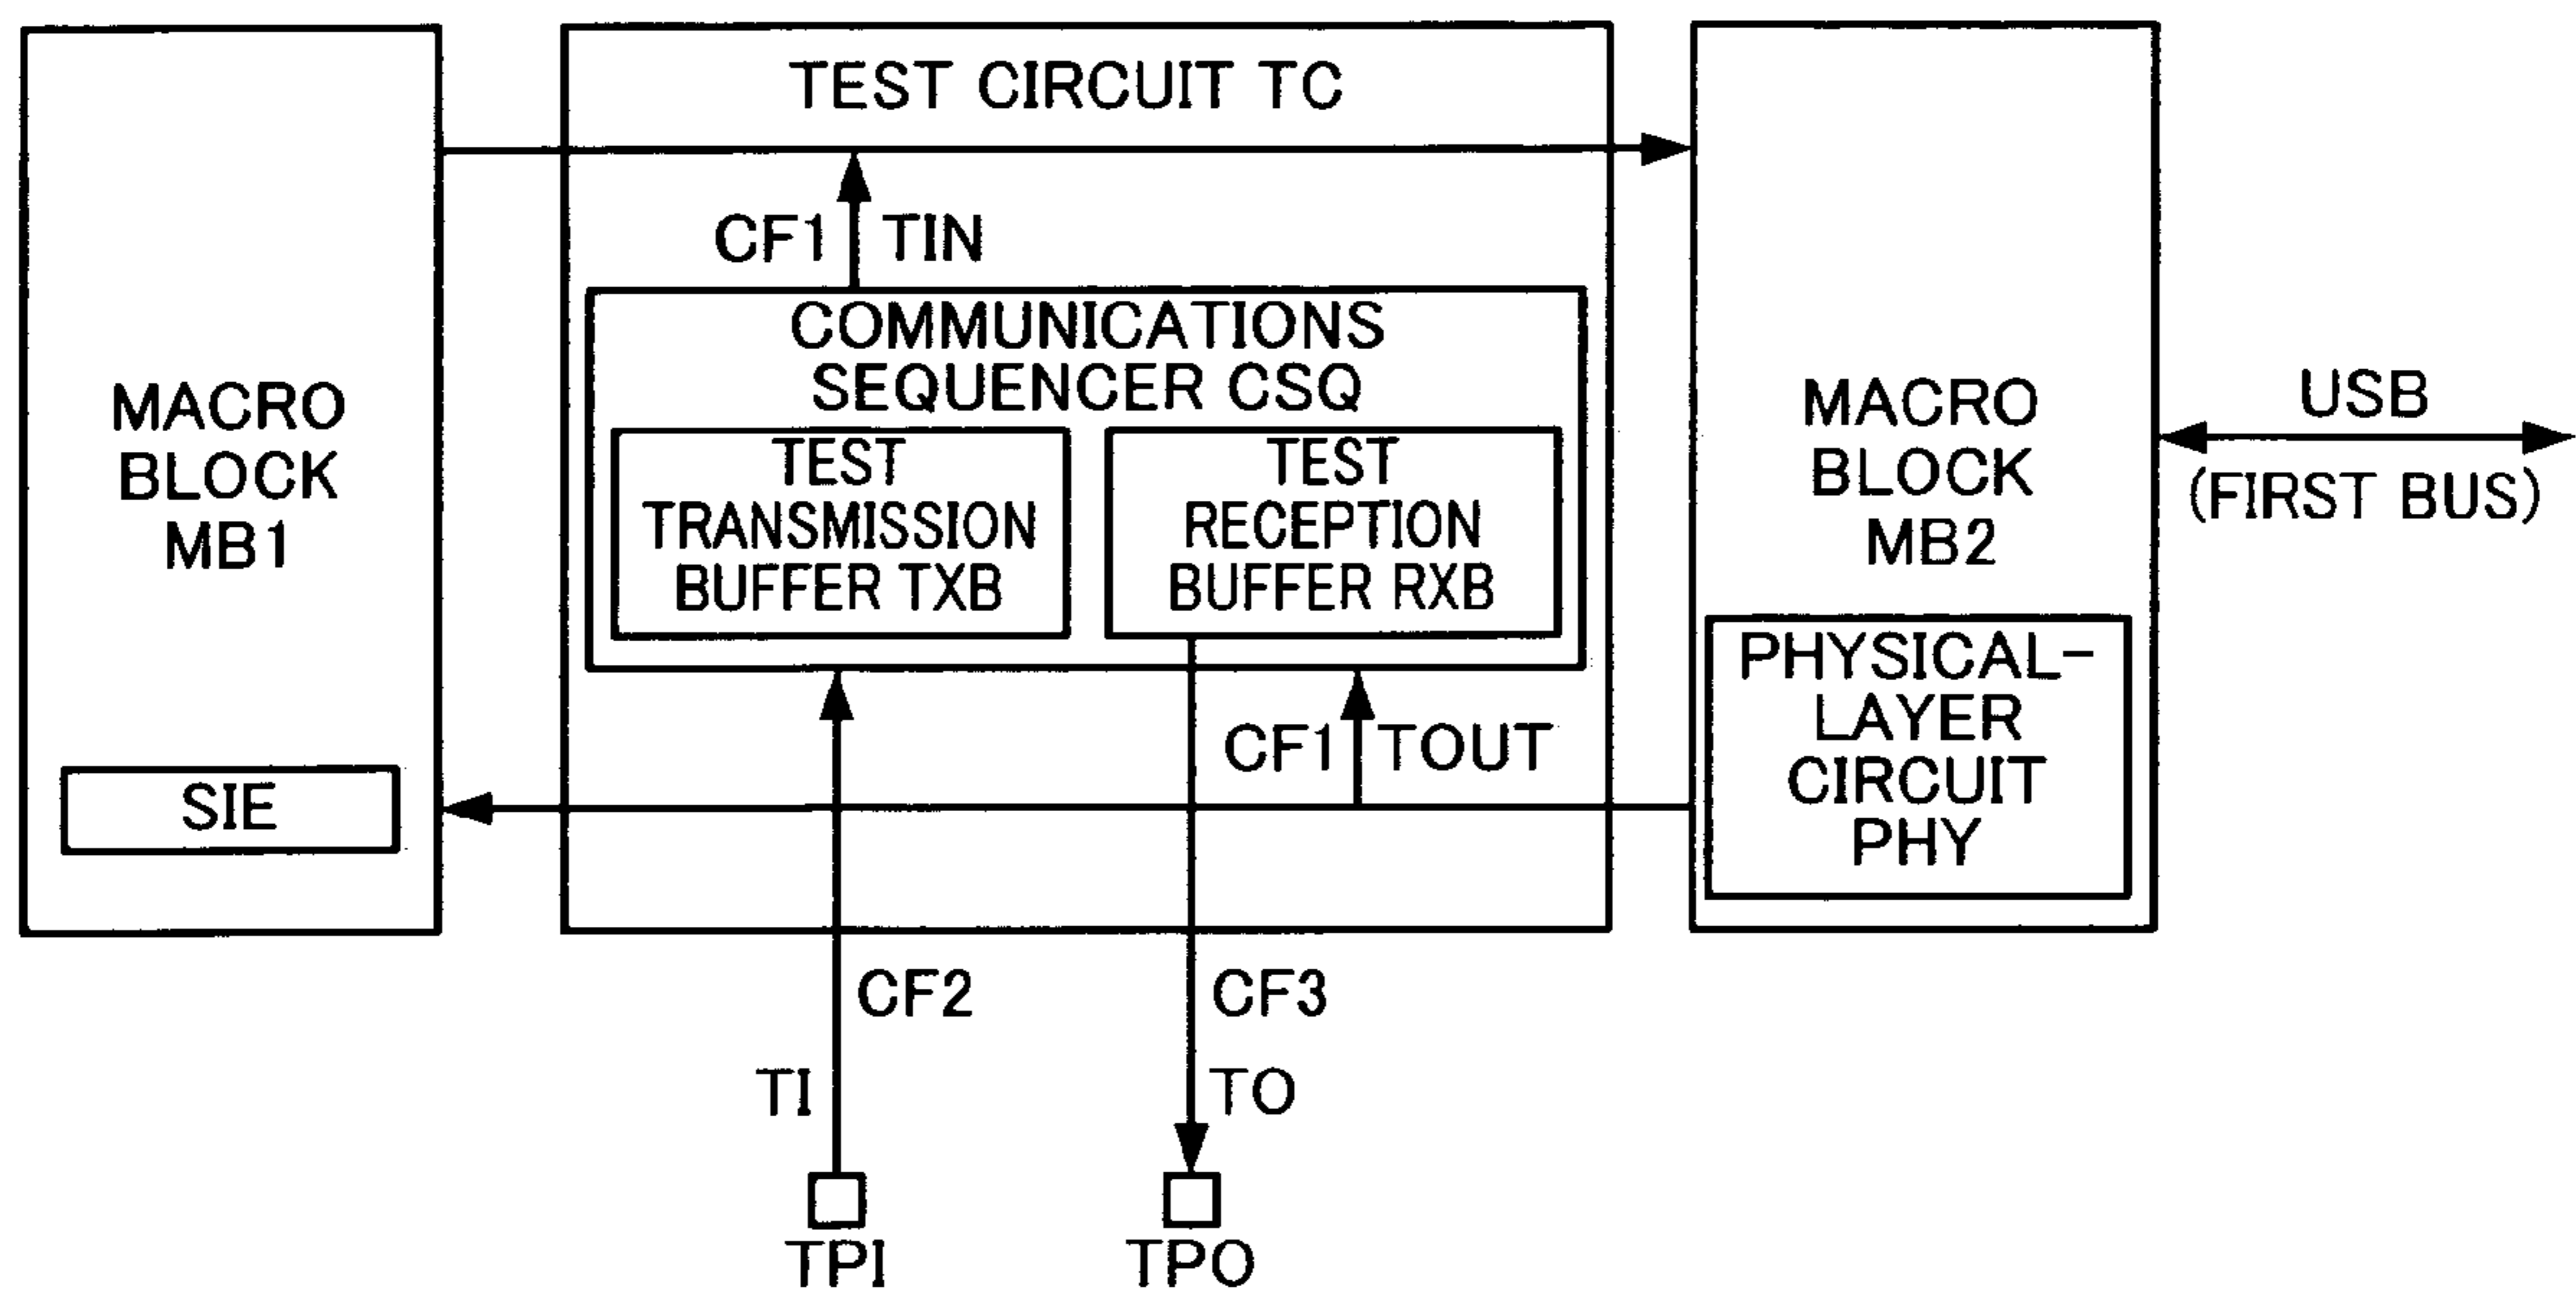 TEST CIRCUIT TC
CF1 TIN
COMMUNICATIONS
SEQUENCER CSQ
TEST
TRANSMISSION
BUFFER TXB
TEST
RECEPTION
BUFFER RXB
MACRO
BLOCK
MB1
SIE
MACRO
BLOCK
MB2
PHYSICAL-
LAYER
CIRCUIT
PHY
USB
(FIRST BUS)
CF1 TOUT
CF2
CF3
TI
TO
TPI
TPO